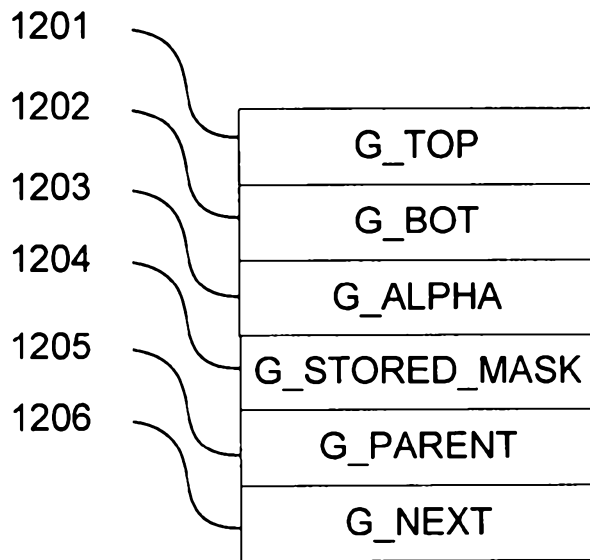 1201
1202
1203
1204
1205
1206
G_TOP
G_BOT
G_ALPHA
G_STORED_MASK
G_PARENT
G_NEXT